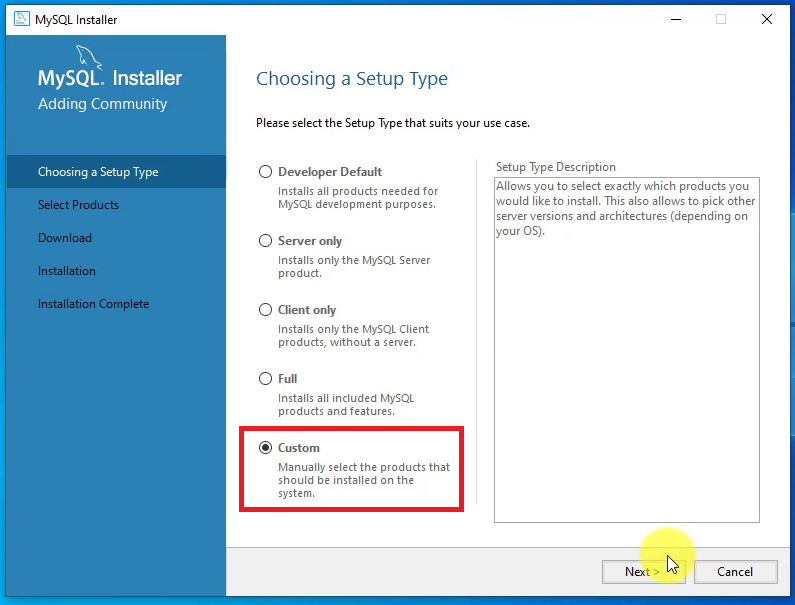 MySQL Installer
MySQL. Installer
Adding Community
Choosing a Setup Type
Select Products
Download
Installation
Installation Complete
Choosing a Setup Type
Please select the Setup Type that suits your use case.
Developer Default
Installs all products needed for
MySQL development purposes.
Server only
Installs only the MySQL Server
product.
Client only
Installs only the MySQL Client
products, without a server.
Full
Installs all included MySQL
products and features.
Custom
Manually select the products that
should be installed on the
system.
Setup Type Description
Allows you to select exactly which products you
would like to install. This also allows to pick other
server versions and architectures (depending on
your OS).
Next >
Cancel